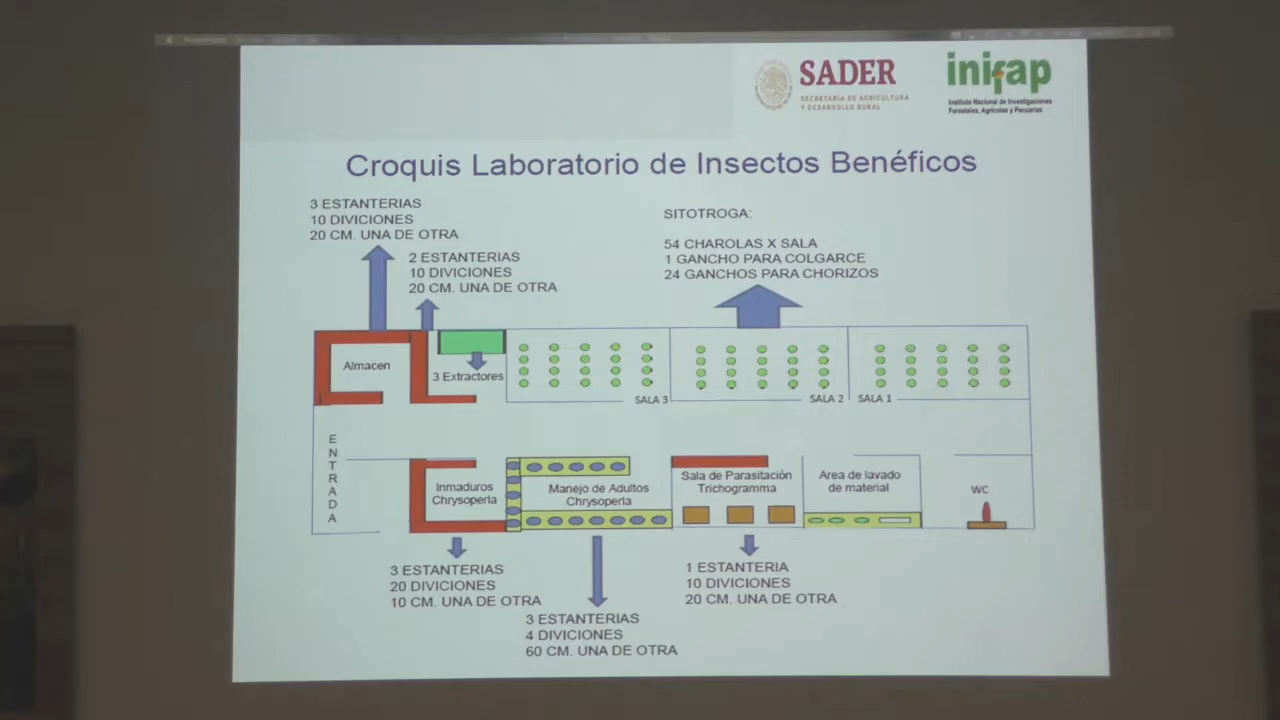 SADER
SECRETARÍA DE AGRICULTURA
Y DESARROLLO RURAL
inifap
Instituto Nacional de Investigaciones
Forestales, Agrícolas y Pecuarias
Croquis Laboratorio de Insectos Benéficos
3 ESTANTERIAS
10 DIVICIONES
20 CM. UNA DE OTRA
2 ESTANTERIAS
10 DIVICIONES
20 CM. UNA DE OTRA
SITOTROGA:
54 CHAROLAS X SALA
1 GANCHO PARA COLGARCE
24 GANCHOS PARA CHORIZOS
Almacen
3 Extractores
SALA 3
SALA 2
SALA 1
ENTRADA
Inmaduros
Chrysoperla
Manejo de Adultos
Chrysoperla
Sala de Parasitación
Trichogramma
Area de lavado
de material
WC
3 ESTANTERIAS
20 DIVICIONES
10 CM. UNA DE OTRA
3 ESTANTERIAS
4 DIVICIONES
60 CM. UNA DE OTRA
1 ESTANTERIA
10 DIVICIONES
20 CM. UNA DE OTRA